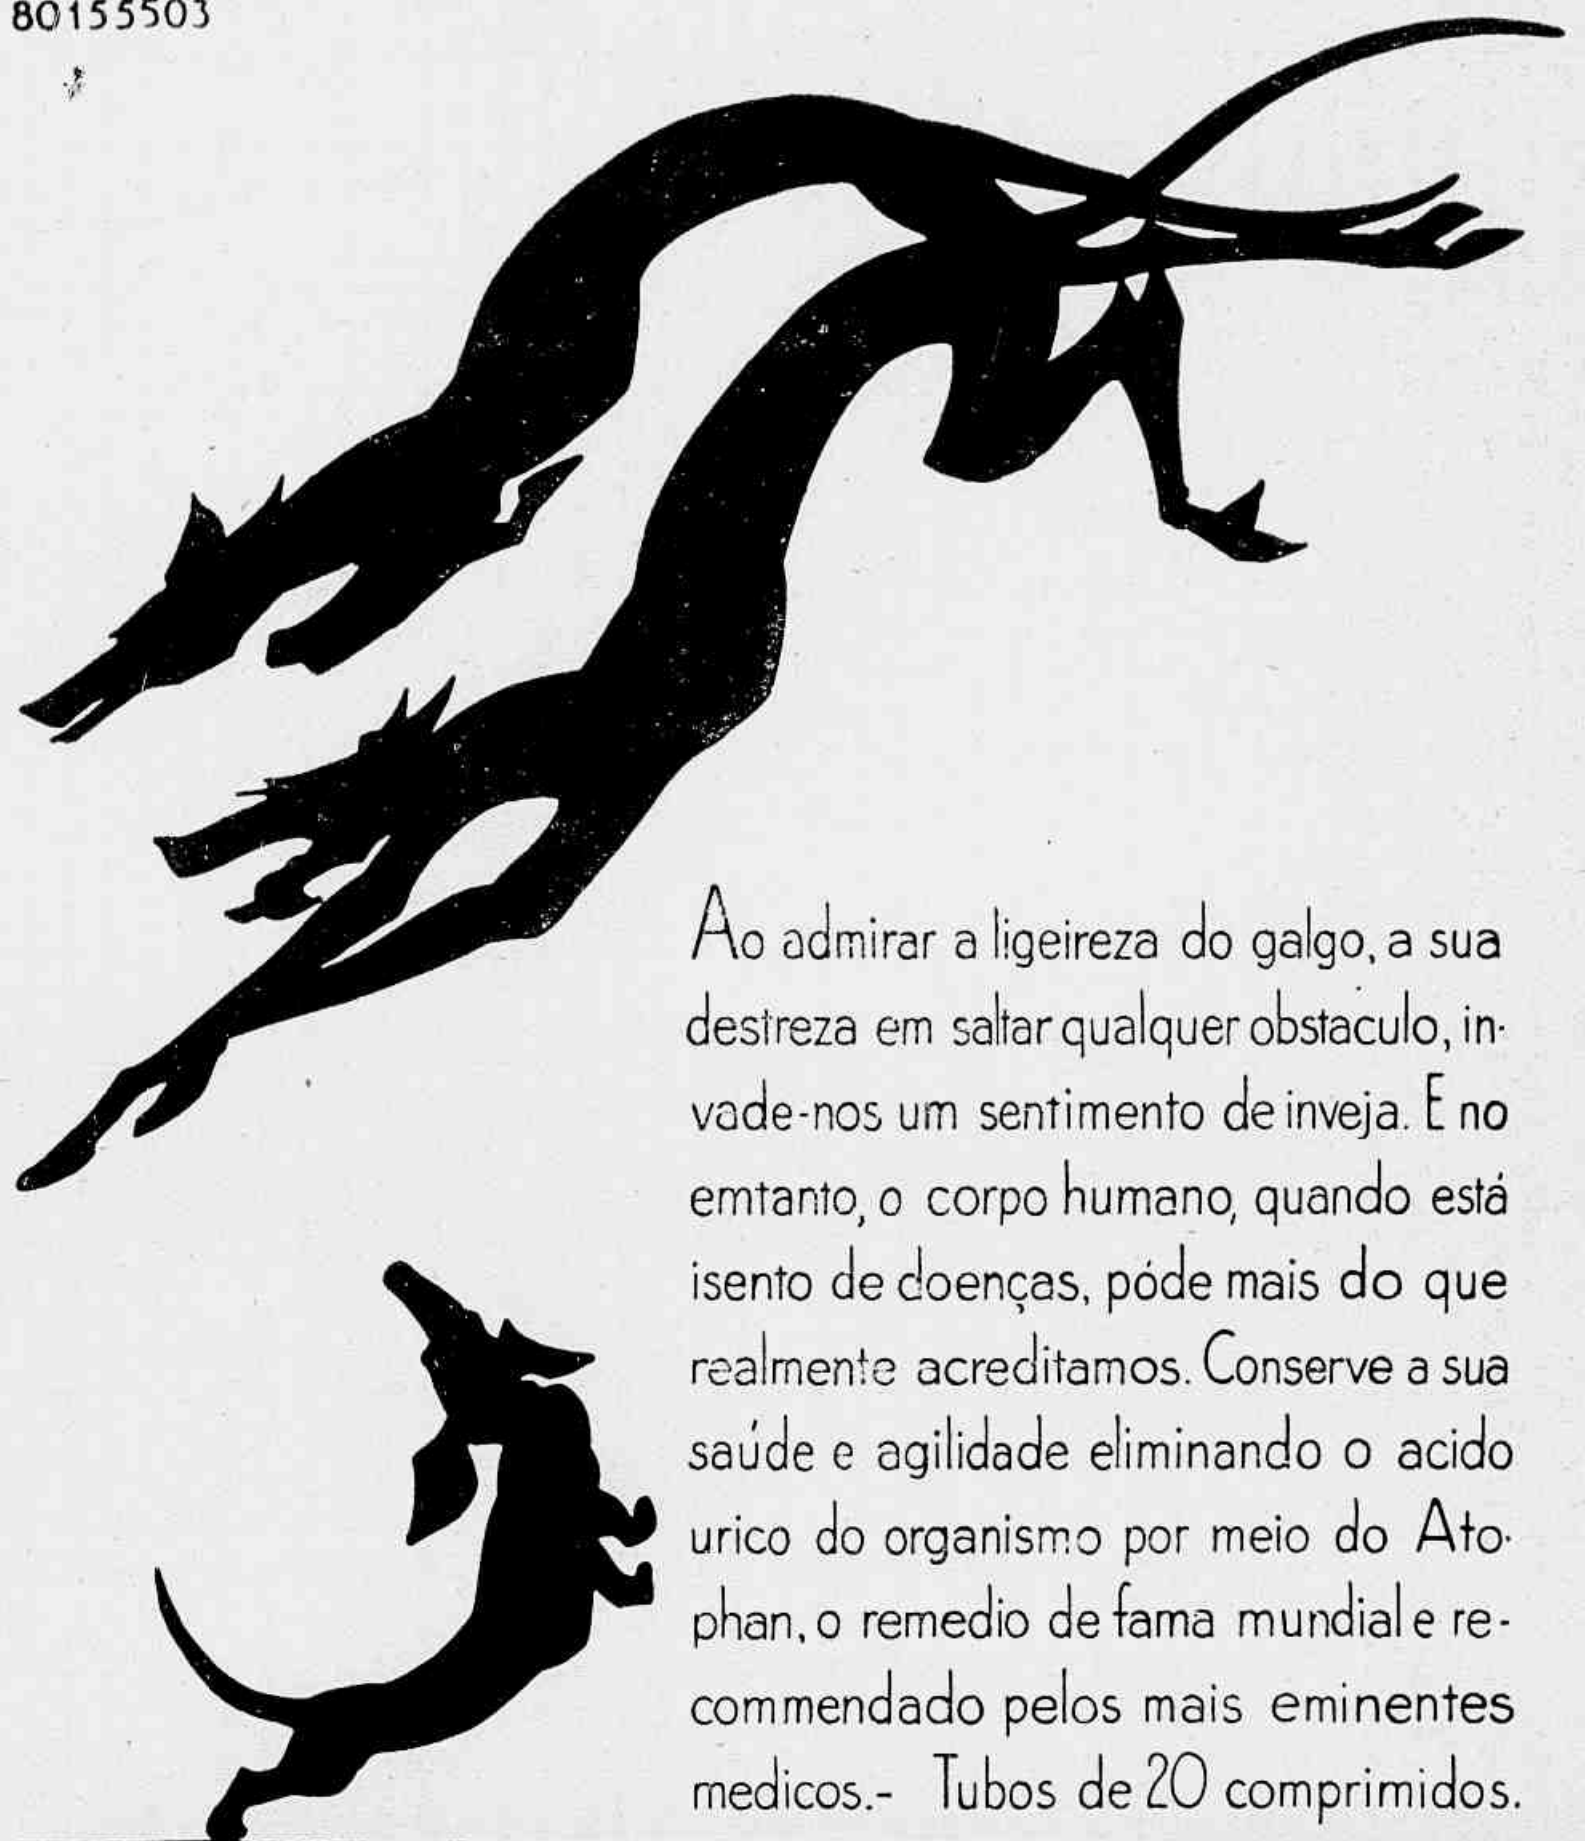 80155503
Ao admirar a ligeireza do galgo, a sua
destreza em saltar qualquer obstaculo, in-
vade-nos um sentimento de inveja. E no
emtanto, o corpo humano, quando está
isento de doenças, póde mais do que
realmente acreditamos. Conserve a sua
saúde e agilidade eliminando o acido
urico do organismo por meio do Ato-
phan, o remedio de fama mundial e re-
commendado pelos mais eminentes
medicos.- Tubos de 20 comprimidos.